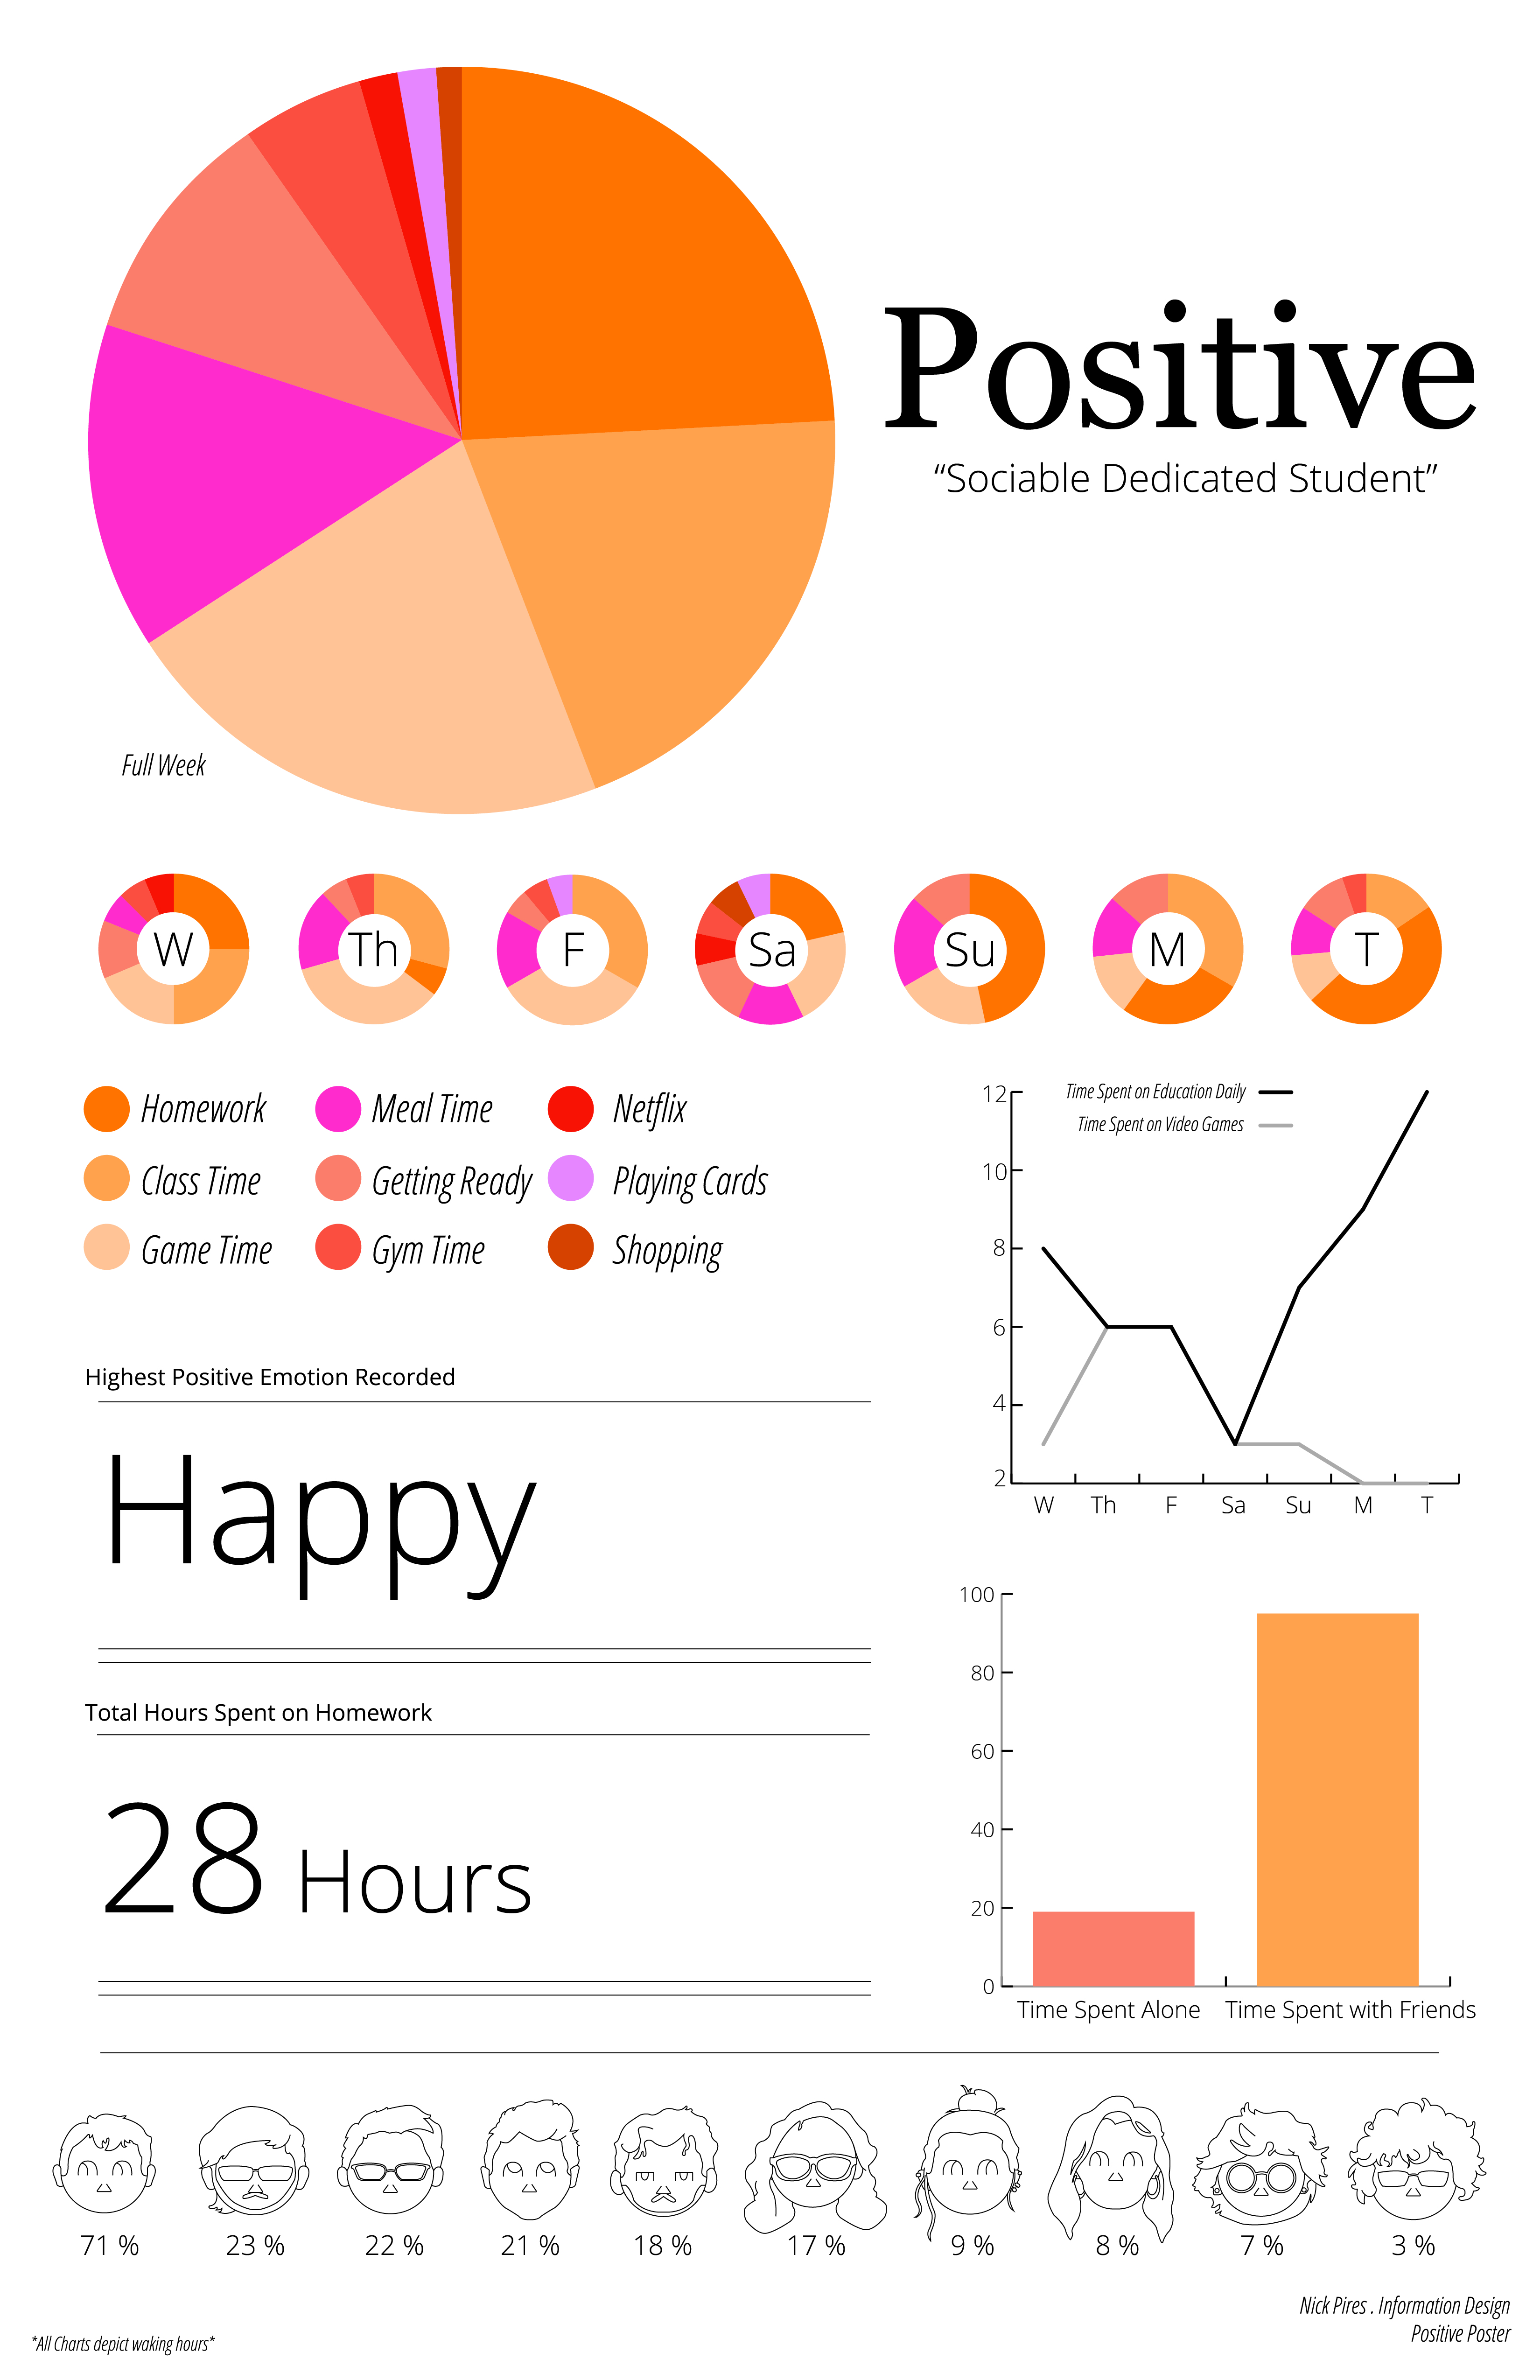 Positive
“Sociable Dedicated Student”
Full Week
W
Th
F
Sa
Su
M
T
Homework
Meal Time
Netflix
Class Time
Getting Ready
Playing Cards
Game Time
Gym Time
Shopping
Time Spent on Education Daily
Time Spent on Video Games
12
10
8
6
4
2
W Th F Sa Su M T
Highest Positive Emotion Recorded
Happy
Total Hours Spent on Homework
28 Hours
100
80
60
40
20
0
Time Spent Alone Time Spent with Friends
71 % 23 % 22 % 21 % 18 % 17 % 9 % 8 % 7 % 3 %
Nick Pires . Information Design
Positive Poster
*All Charts depict waking hours*